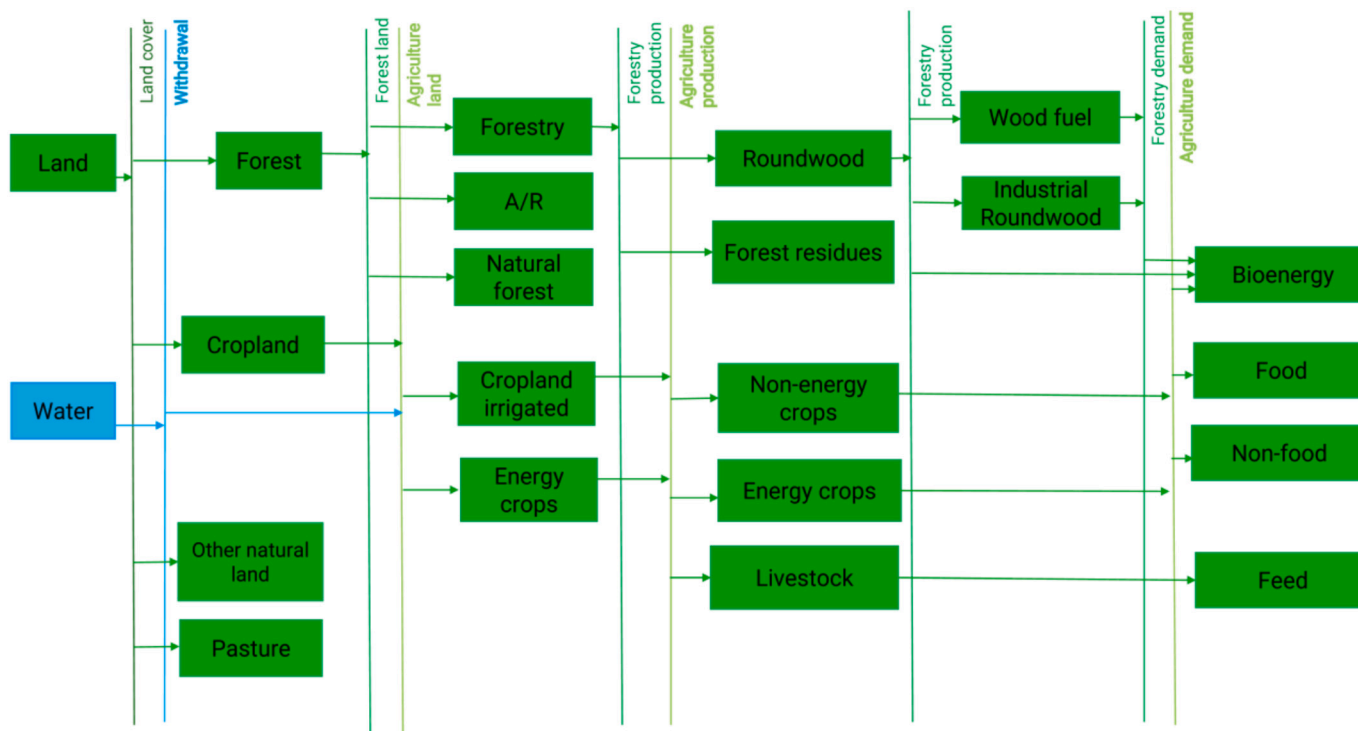 Land cover
Withdrawal
Forest land
Agriculture
land
Forestry
production
Agriculture
production
Forestry
production
Forestry demand
Agriculture demand
Land
Forest
Forestry
Roundwood
Wood fuel
A/R
Industrial
Roundwood
Natural
forest
Forest residues
Bioenergy
Cropland
Water
Cropland
irrigated
Non-energy
crops
Food
Non-food
Energy
crops
Energy crops
Other natural
land
Livestock
Feed
Pasture